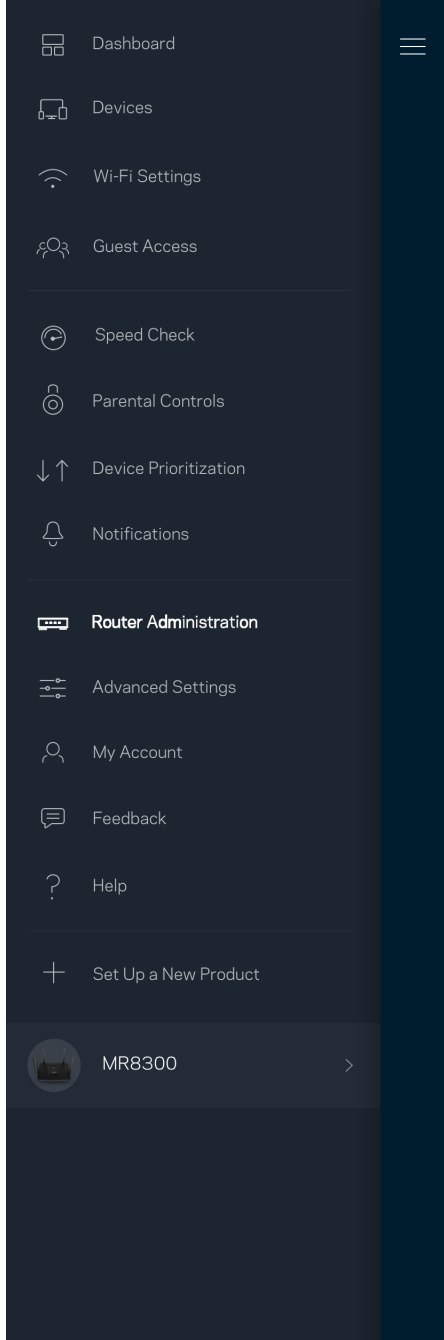 Dashboard
Devices
Wi-Fi Settings
Guest Access
Speed Check
Parental Controls
Device Prioritization
Notifications
Router Administration
Advanced Settings
My Account
Feedback
Help
Set Up a New Product
MR8300